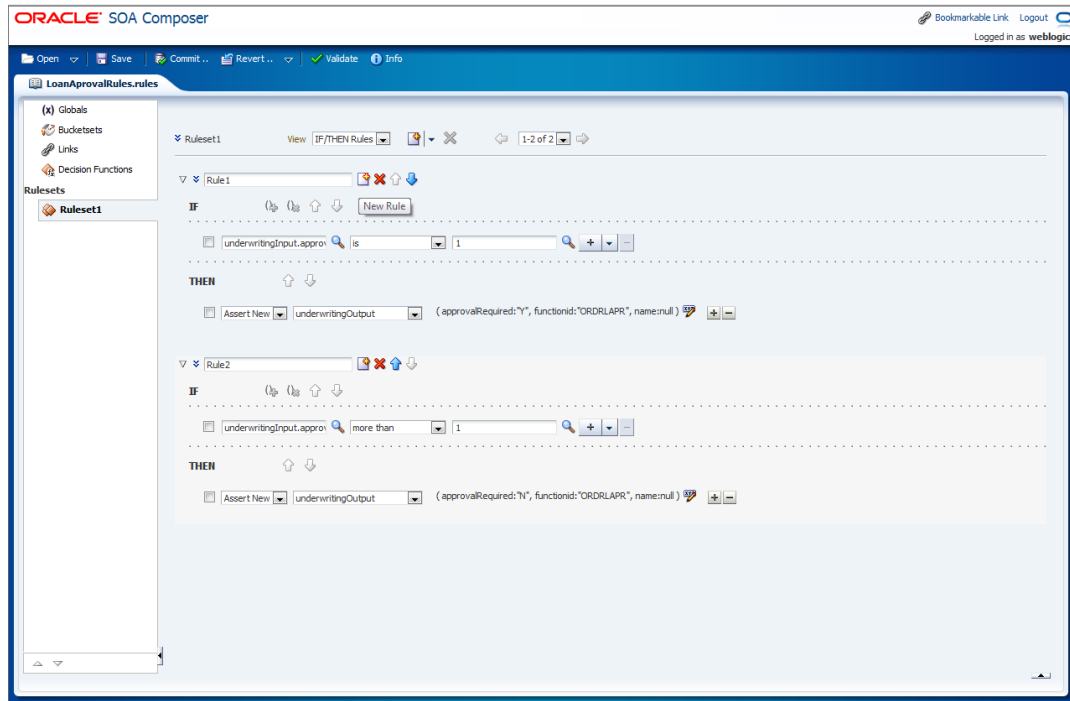 ORACLE SOA Composer
Bookmarkable Link Logout
Logged in as weblogic
Open Save Commit .. Revert .. Validate Info
LoanAprovalRules.rules
(x) Globals
Bucketsets
Links
Decision Functions
Rulesets
Ruleset1
Ruleset1 View IF/THEN Rules 1-2 of 2
Rule1
IF New Rule
underwritingInput.approv is 1
THEN
Assert New underwritingOutput ( approvalRequired:"Y", functionid:"ORDRLAPR", name:null )
Rule2
IF
underwritingInput.approv more than 1
THEN
Assert New underwritingOutput ( approvalRequired:"N", functionid:"ORDRLAPR", name:null )